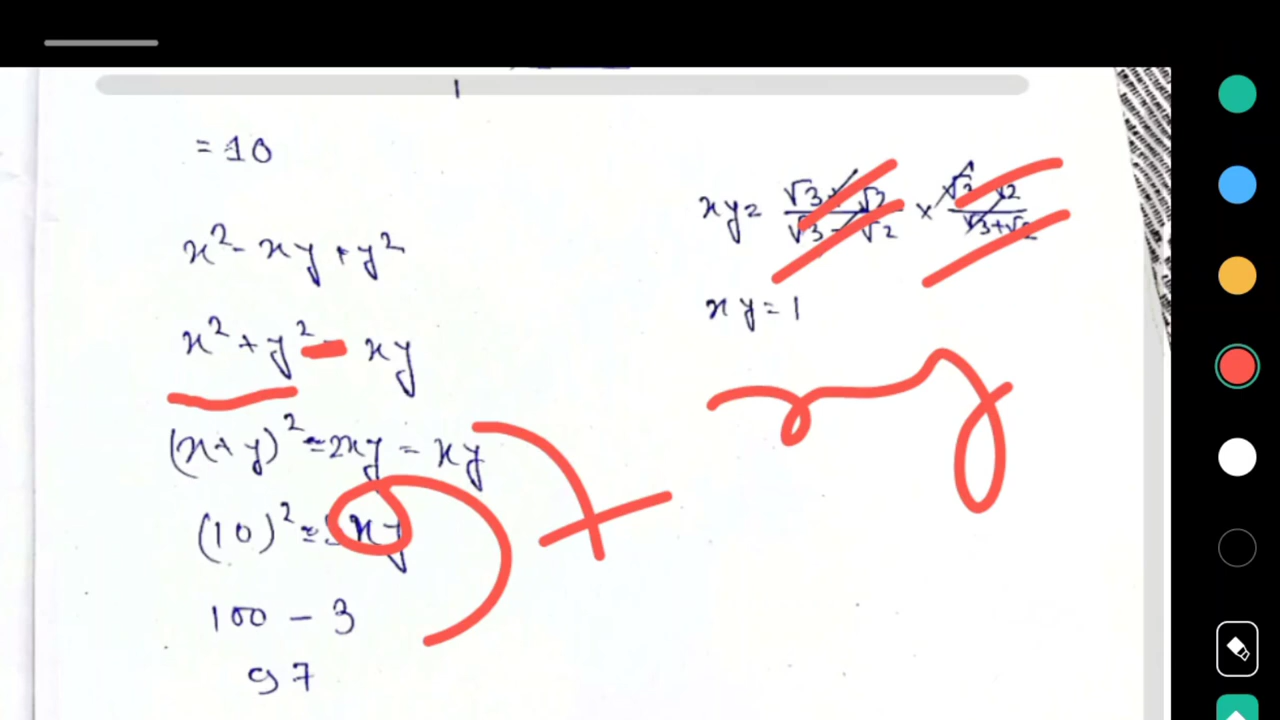 = 10
x² - xy + y²
x² + y² - xy
(x + y)² - 2xy - xy
(10)² - 3xy
100 - 3
97
xy = √3 + √2 / √3 - √2 × √3 - √2 / √3 + √2
xy = 1